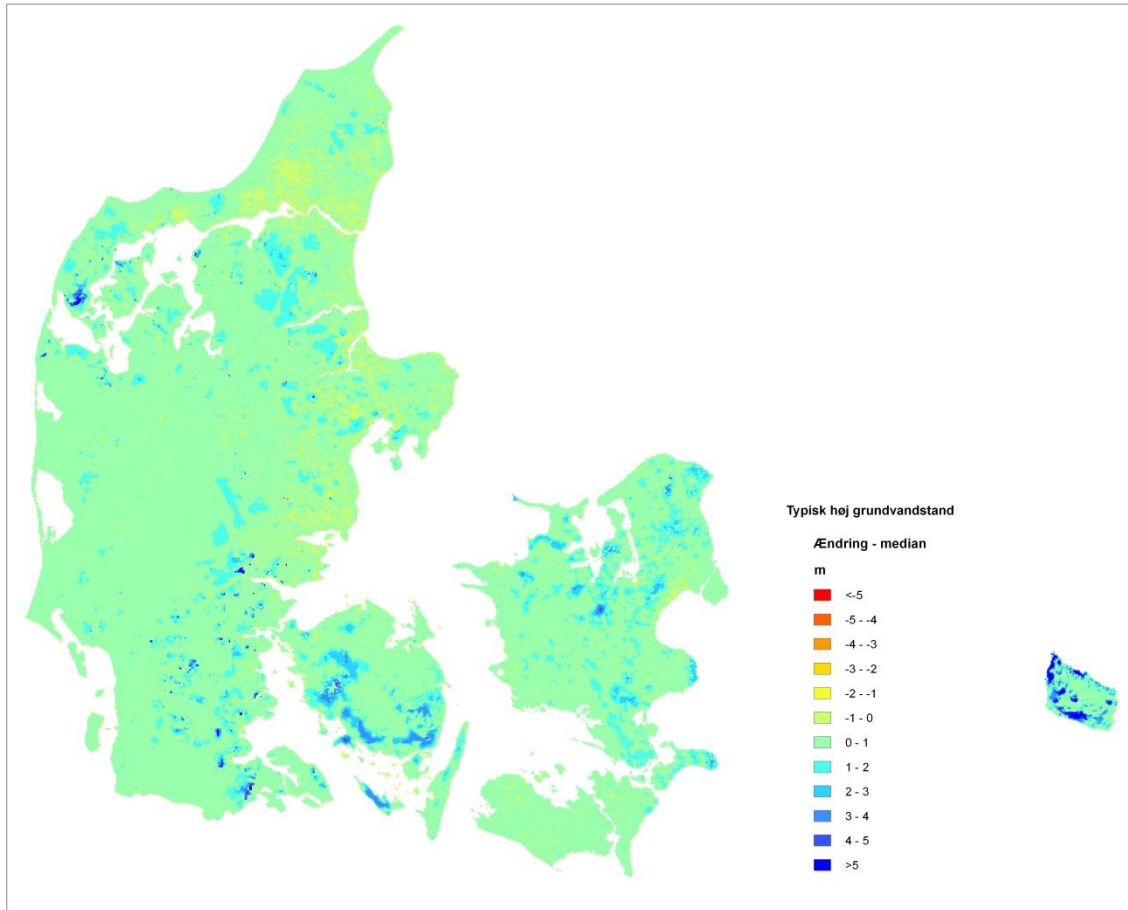 Typisk høj grundvandstand
Ændring - median
m
<-5
-5 - -4
-4 - -3
-3 - -2
-2 - -1
-1 - 0
0 - 1
1 - 2
2 - 3
3 - 4
4 - 5
>5